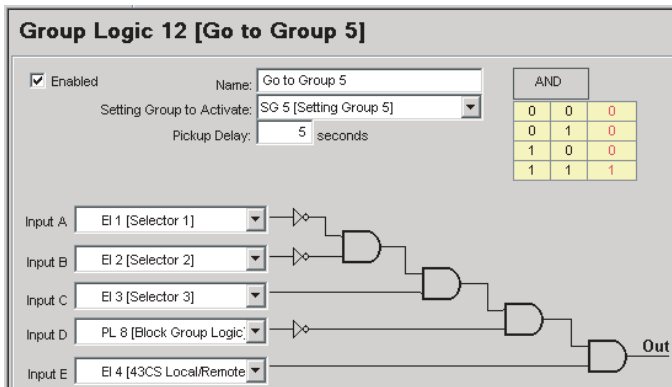 Group Logic 12 [Go to Group 5]
Enabled
Name: Go to Group 5
Setting Group to Activate: SG 5 [Setting Group 5]
Pickup Delay: 5 seconds
AND
0 0 0
0 1 0
1 0 0
1 1 1
Input A EI 1 [Selector 1]
Input B EI 2 [Selector 2]
Input C EI 3 [Selector 3]
Input D PL 8 [Block Group Logic]
Input E EI 4 [43CS Local/Remote
Out